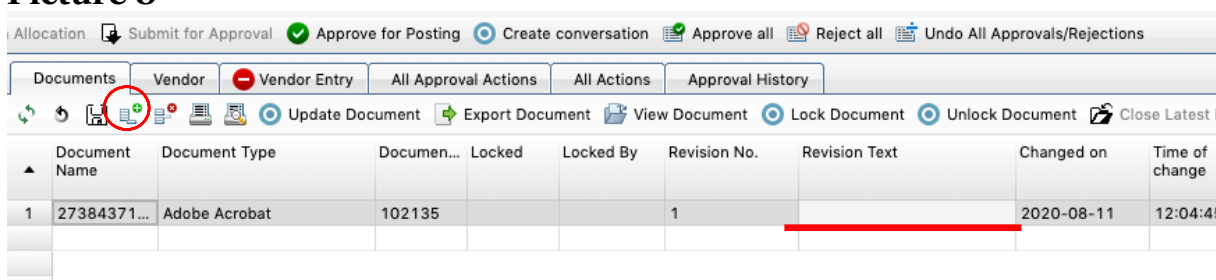 Allocation Submit for Approval Approve for Posting Create conversation Approve all Reject all Undo All Approvals/Rejections
Documents Vendor Vendor Entry All Approval Actions All Actions Approval History
Update Document Export Document View Document Lock Document Unlock Document Close Latest
Document Name Document Type Documen... Locked Locked By Revision No. Revision Text Changed on Time of change
1 27384371... Adobe Acrobat 102135 1 2020-08-11 12:04:4